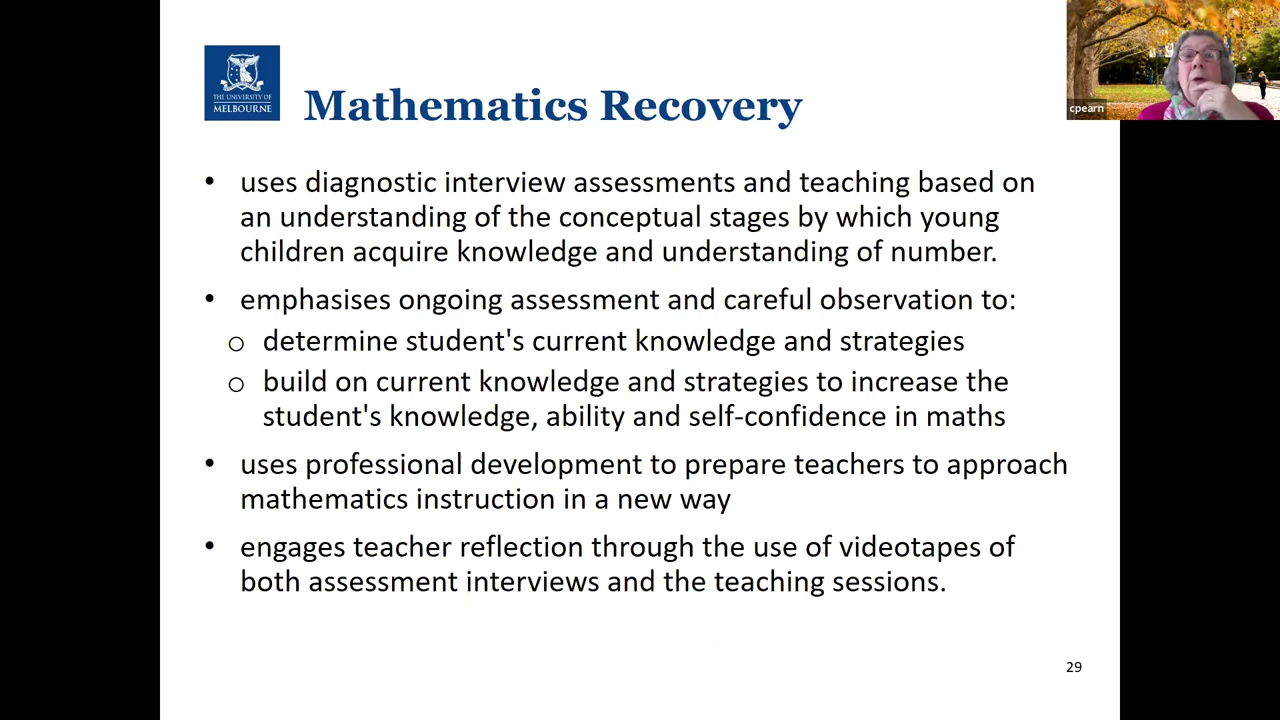 THE UNIVERSITY OF
MELBOURNE
Mathematics Recovery
cpearn
• uses diagnostic interview assessments and teaching based on
an understanding of the conceptual stages by which young
children acquire knowledge and understanding of number.
• emphasises ongoing assessment and careful observation to:
o determine student's current knowledge and strategies
o build on current knowledge and strategies to increase the
student's knowledge, ability and self-confidence in maths
• uses professional development to prepare teachers to approach
mathematics instruction in a new way
• engages teacher reflection through the use of videotapes of
both assessment interviews and the teaching sessions.
29